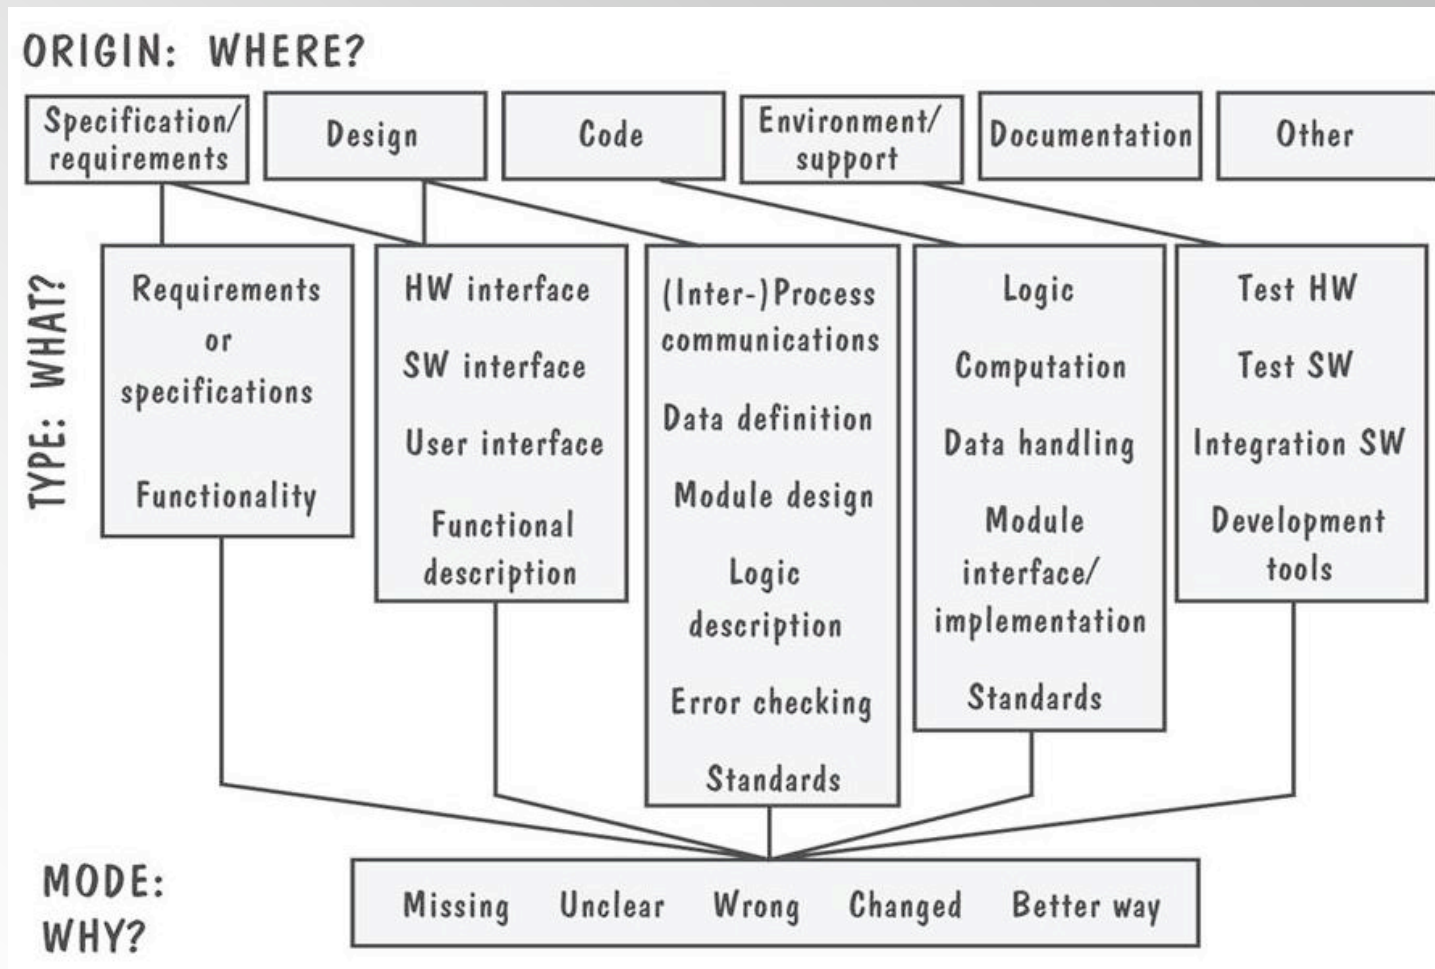 ORIGIN: WHERE?
Specification/
requirements
Design
Code
Environment/
support
Documentation
Other
TYPE: WHAT?
Requirements
or
specifications
Functionality
HW interface
SW interface
User interface
Functional
description
(Inter-)Process
communications
Data definition
Module design
Logic
description
Error checking
Standards
Logic
Computation
Data handling
Module
interface/
implementation
Standards
Test HW
Test SW
Integration SW
Development
tools
MODE:
WHY?
Missing Unclear Wrong Changed Better way